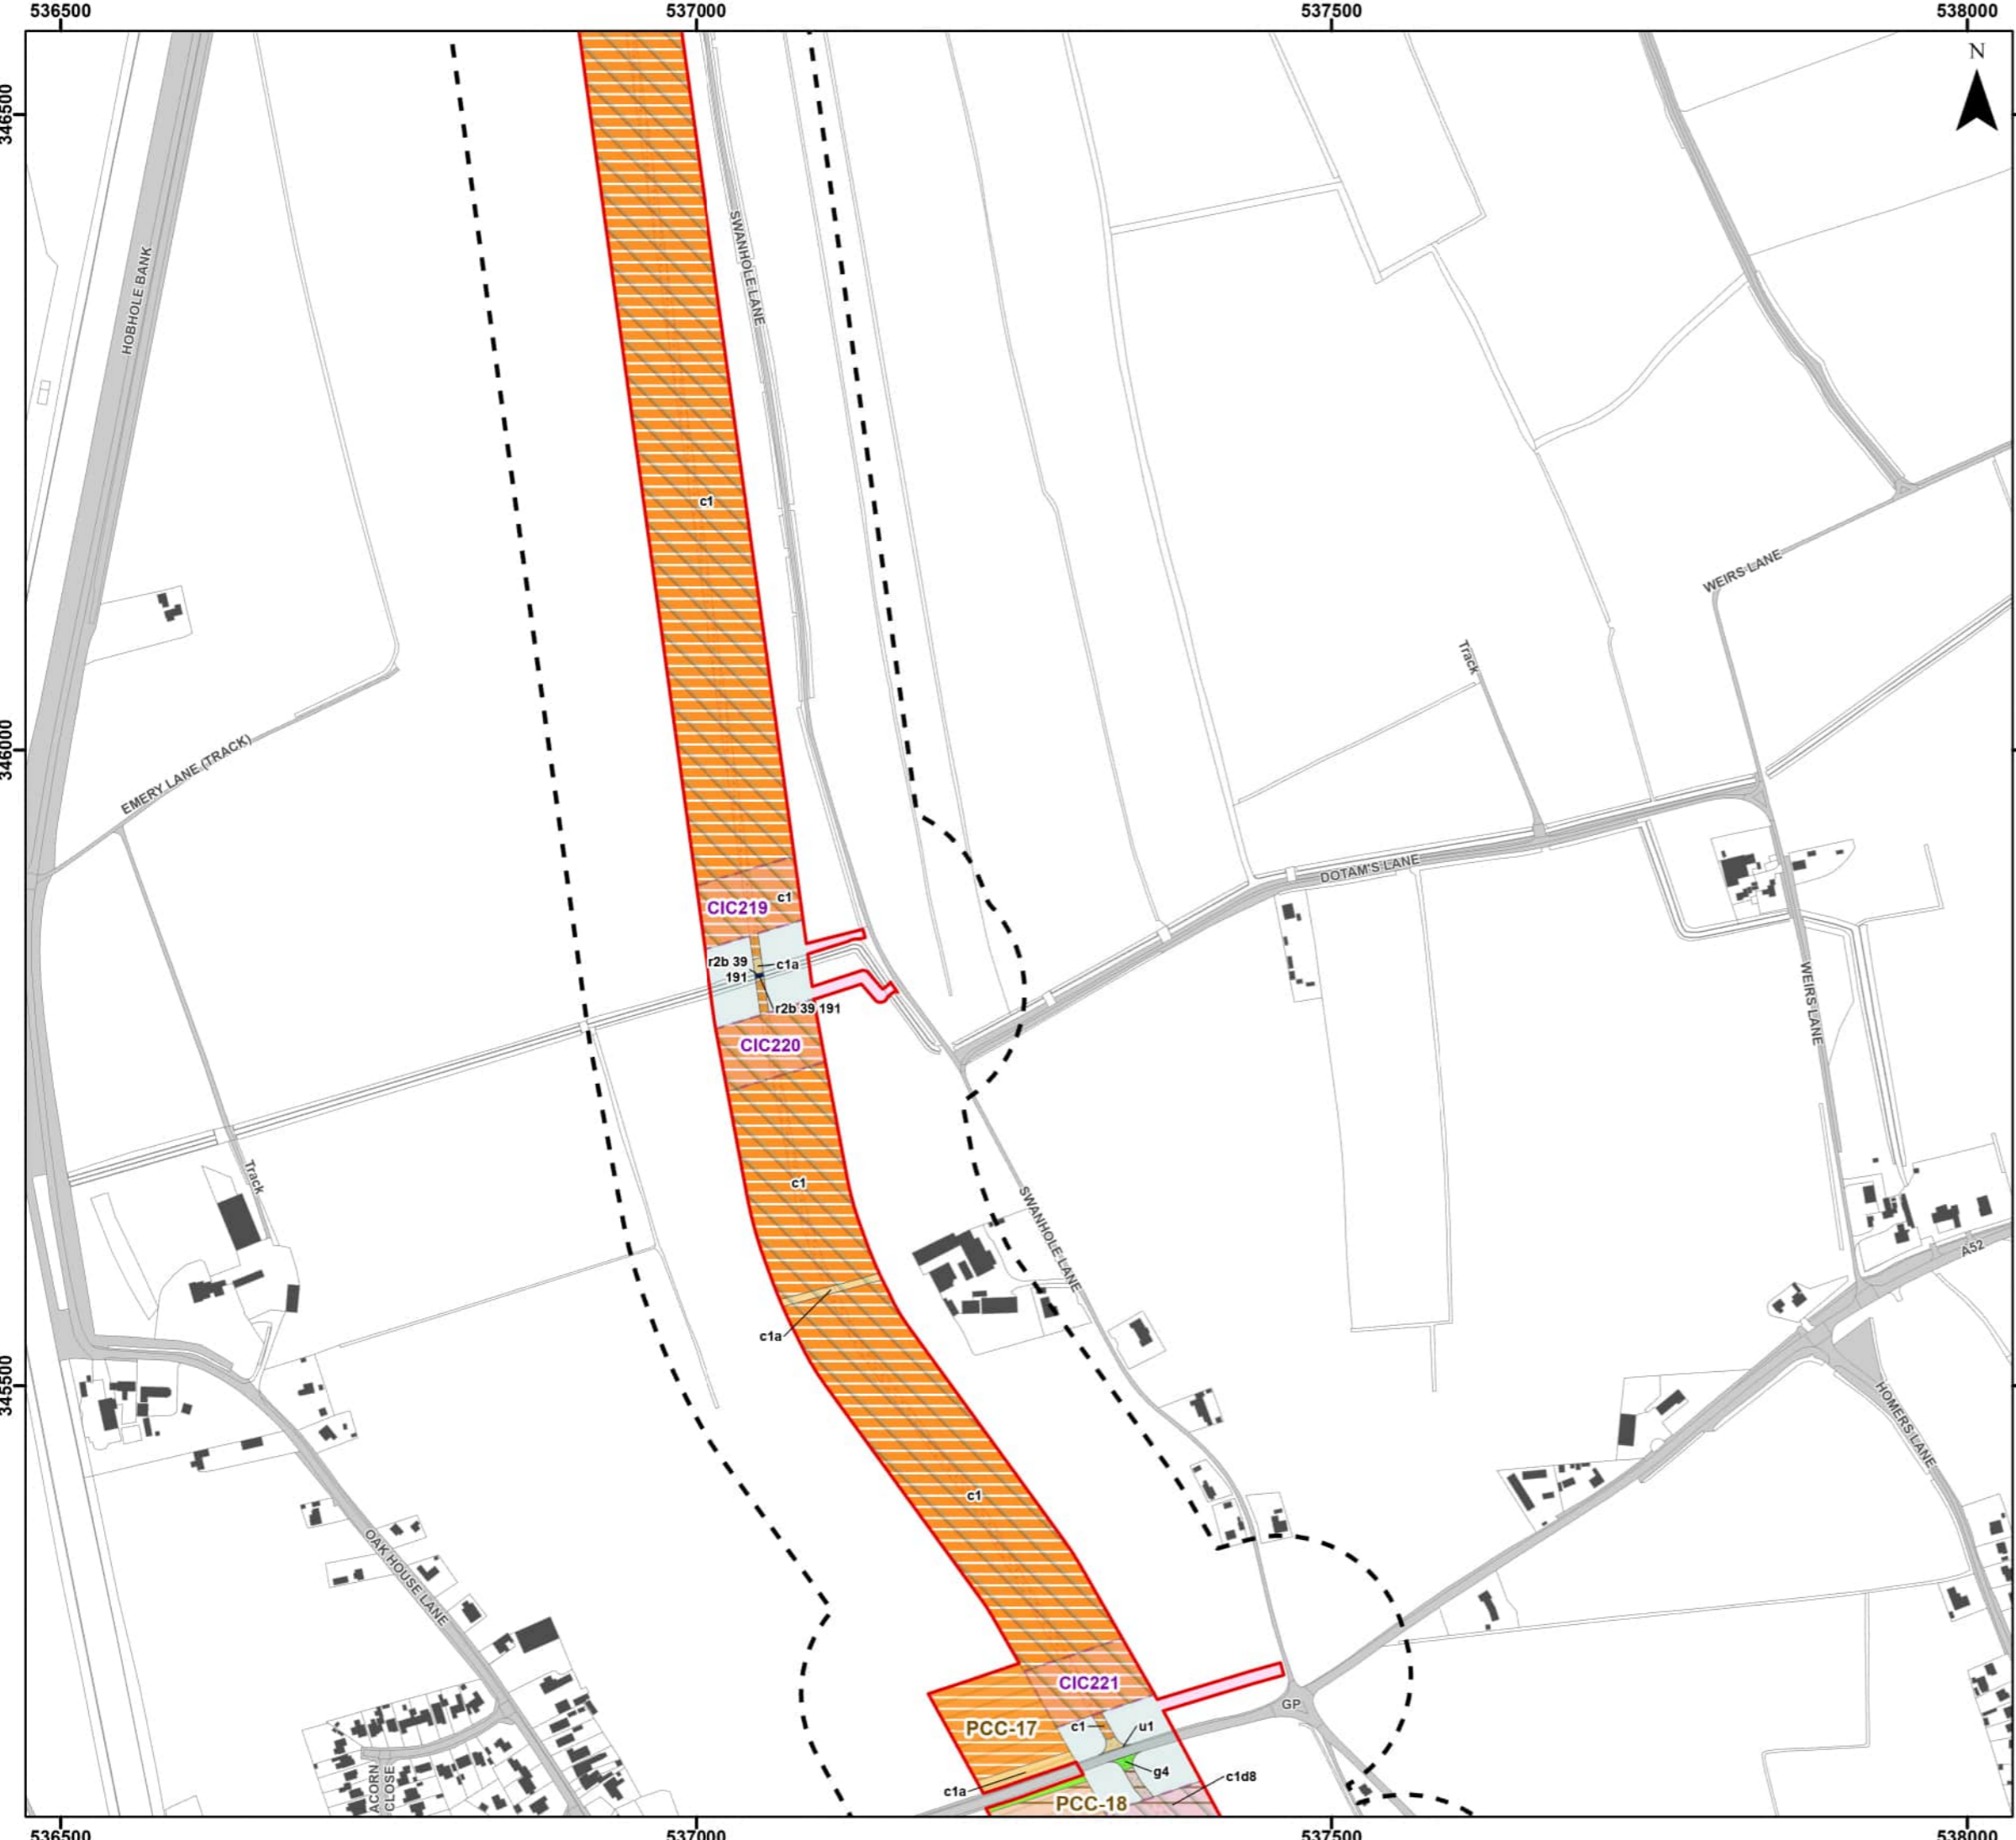 536500
537000
537500
538000
N
346500
HOBHOLE BANK
SWANHOLE LANE
c1
WEIRS LANE
Track
346000
EMERY LANE (TRACK)
DOTAM'S LANE
c1
CIC219
r2b 39
191
c1a
r2b 39 191
WEIRS LANE
CIC220
Track
c1
SWANHOLE LANE
A52
c1a
345500
HOMERS LANE
c1
OAK HOUSE LANE
CIC221
GP
PCC-17
c1
u1
g4
c1d8
c1a
PCC-18
ACORN
CLOSE
536500
537000
537500
538000